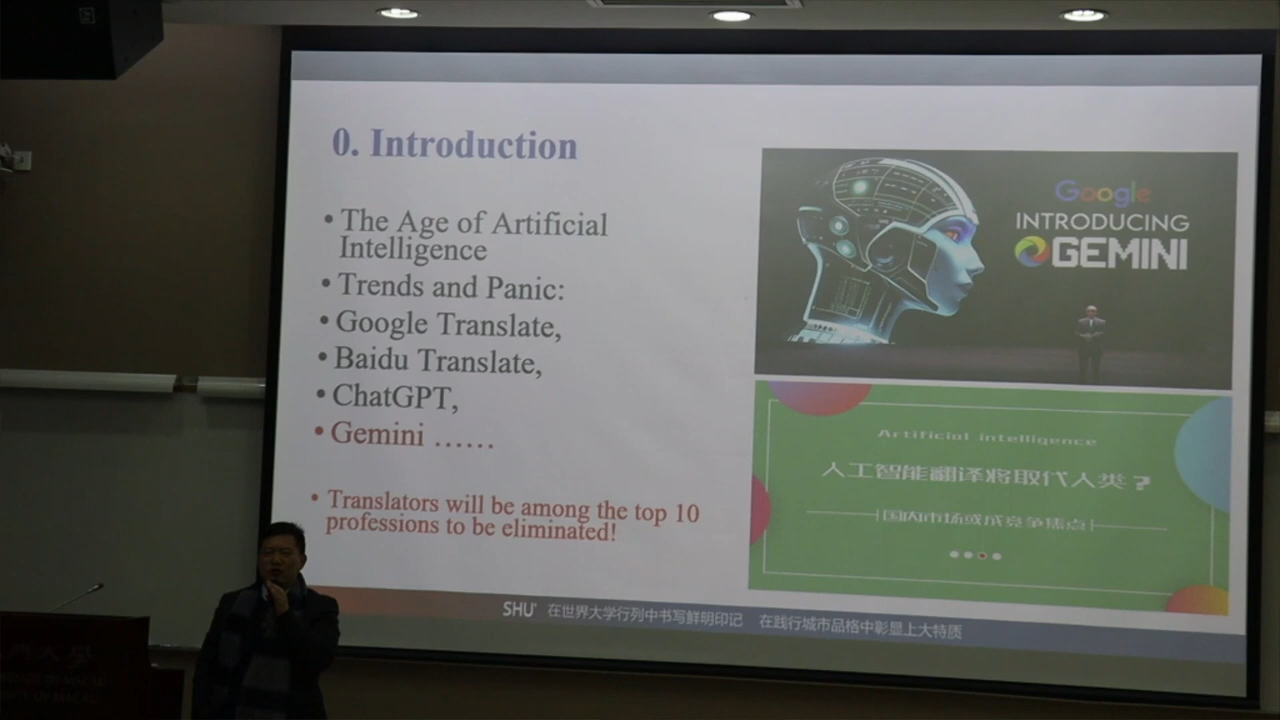 0. Introduction
• The Age of Artificial
Intelligence
• Trends and Panic:
• Google Translate,
• Baidu Translate,
• ChatGPT,
• Gemini ……
• Translators will be among the top 10
professions to be eliminated!
Google
INTRODUCING
GEMINI
Artificial intelligence
人工智能翻译将取代人类？
国内市场或成竞争焦点
SHU 在世界大学行列中书写鲜明印记 在践行城市品格中彰显上大特质
大學